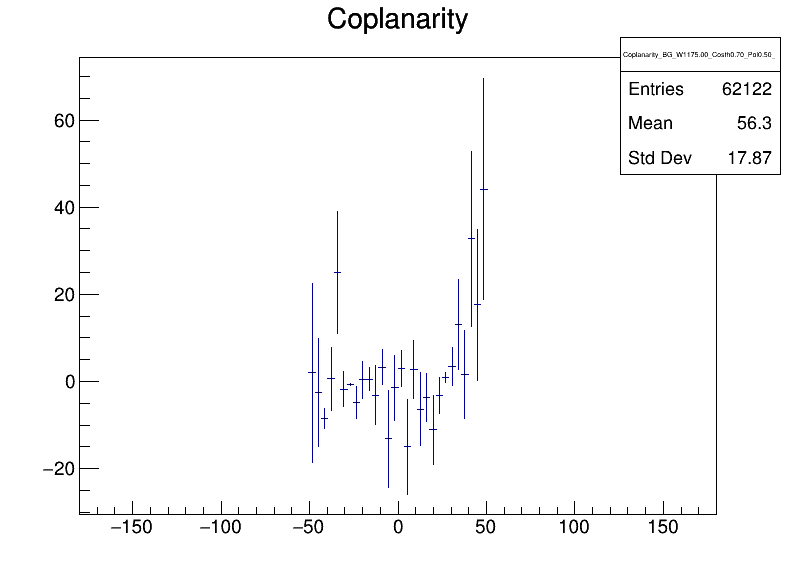 Coplanarity
Coplanarity_BG_W1175.00_Costh0.70_Pol0.50_
Entries 62122
Mean 56.3
Std Dev 17.87
60
40
20
0
−20
−150 −100 −50 0 50 100 150